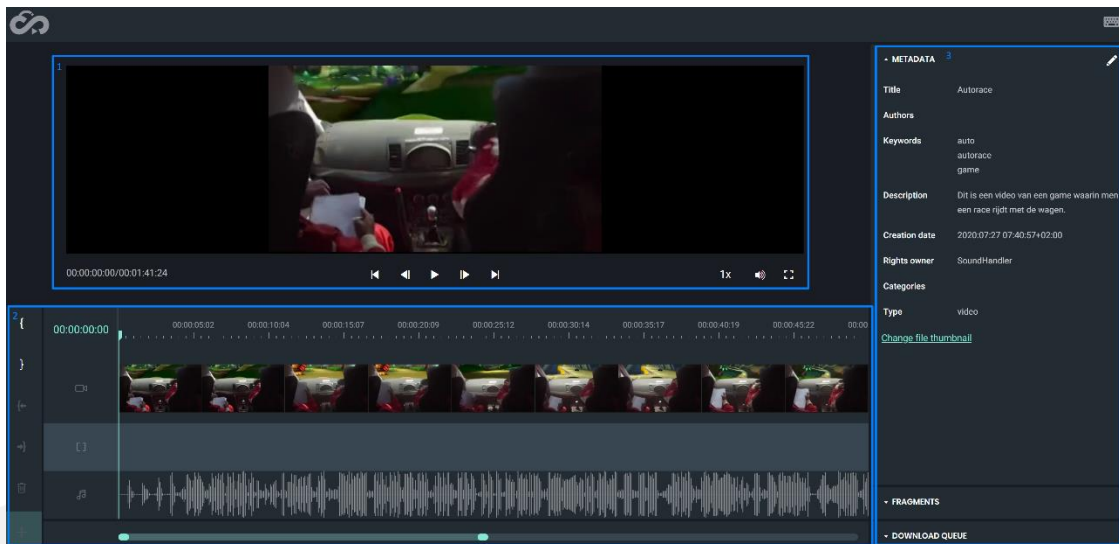 1
00:00:00:00/00:01:41:24
1x
2
{
}
00:00:00:00
00:00:05:02 00:00:10:04 00:00:15:07 00:00:20:09 00:00:25:12 00:00:30:14 00:00:35:17 00:00:40:19 00:00:45:22 00:00:
3
METADATA
Title Autorace
Authors
Keywords auto
autorace
game
Description Dit is een video van een game waarin men
een race rijdt met de wagen.
Creation date 2020:07:27 07:40:57+02:00
Rights owner SoundHandler
Categories
Type video
Change file thumbnail
FRAGMENTS
DOWNLOAD QUEUE